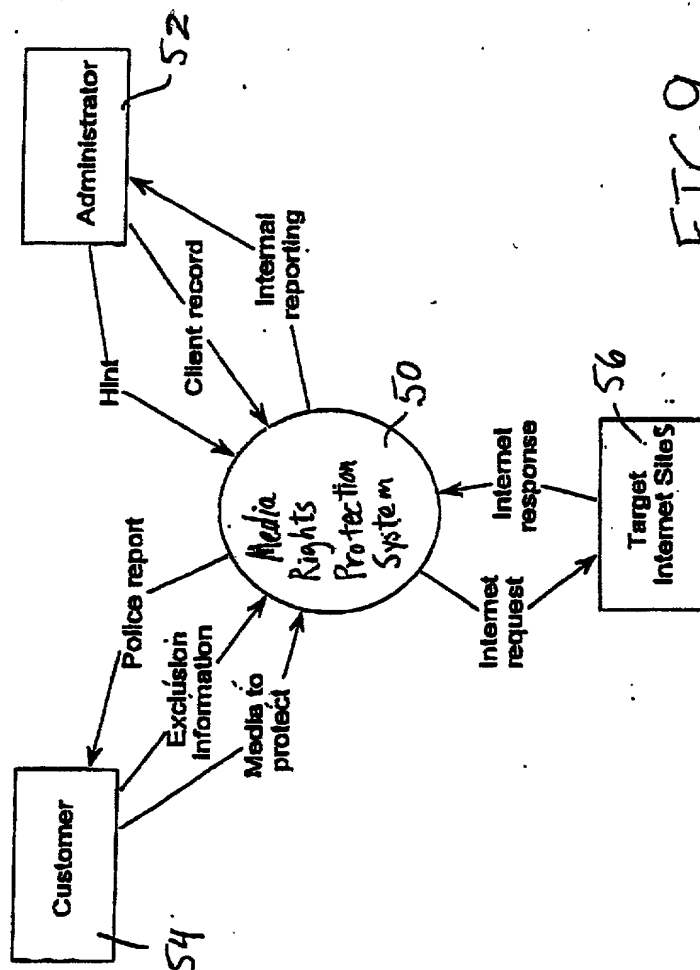 Customer
54
Administrator
52
Police report
Exclusion
information
Media to
protect
Hint
Client record
Internal
reporting
Media
Rights
Protection
System
50
Internet
request
Internet
response
Target
Internet Sites
56
FIG. 9